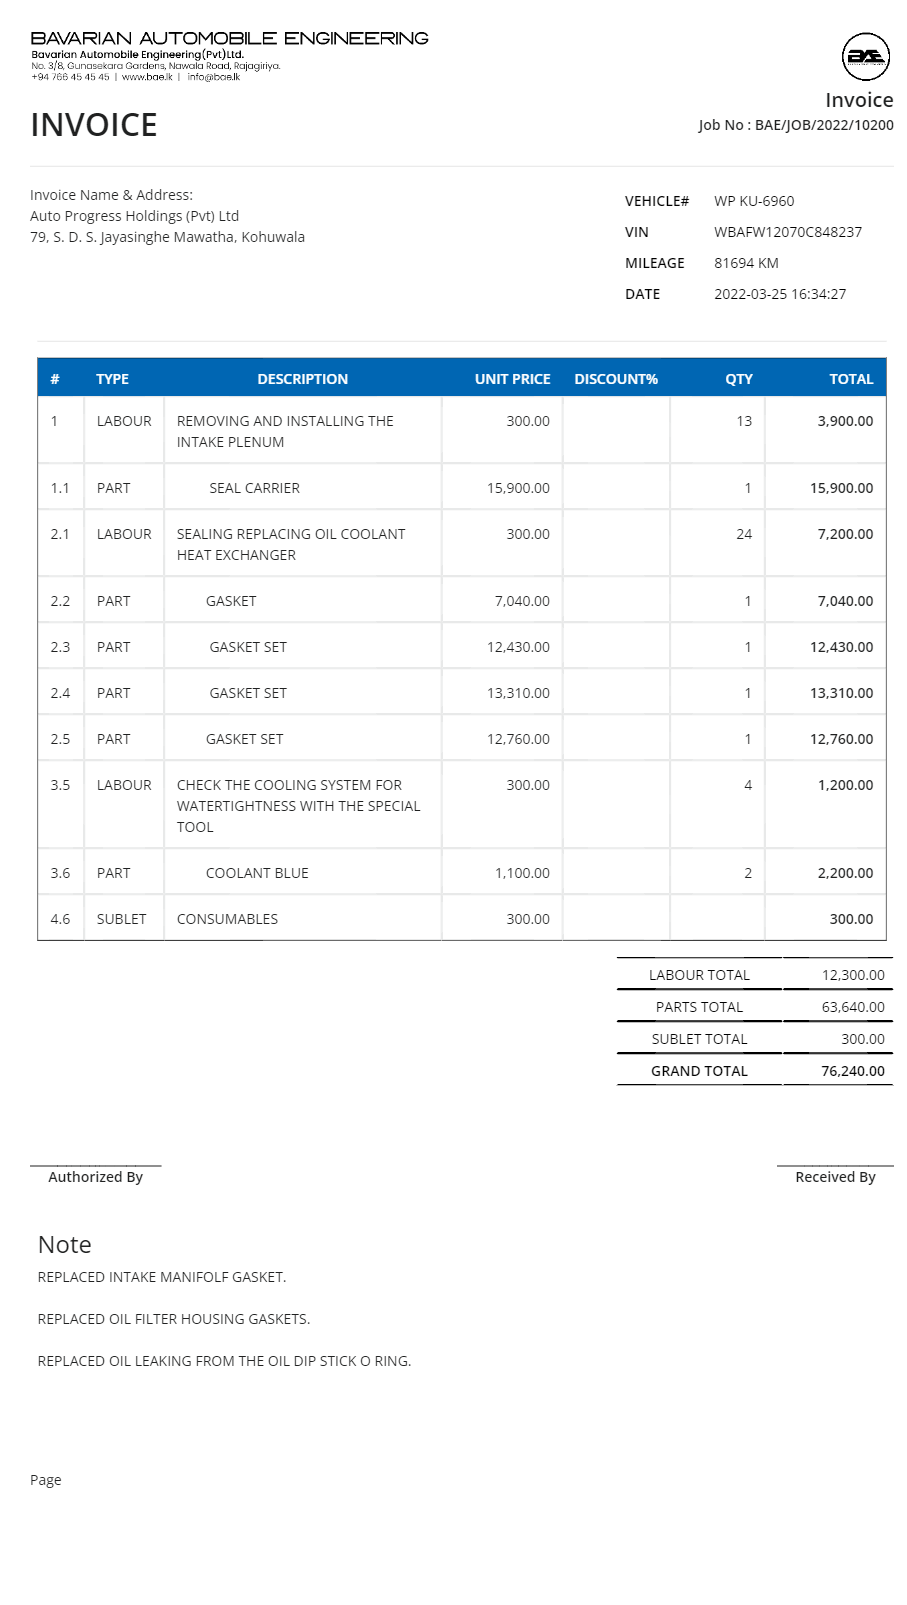 BAVARIAN AUTOMOBILE ENGINEERING
Bavarian Automobile Engineering(Pvt)Ltd.
No. 3/8, Gunasekara Gardens, Nawala Road, Rajagiriya.
+94 766 45 45 45 | www.bae.lk | info@bae.lk
BAE
Invoice
INVOICE
Job No : BAE/JOB/2022/10200
Invoice Name & Address:
Auto Progress Holdings (Pvt) Ltd
79, S. D. S. Jayasinghe Mawatha, Kohuwala
VEHICLE# WP KU-6960
VIN WBAFW12070C848237
MILEAGE 81694 KM
DATE 2022-03-25 16:34:27
# TYPE DESCRIPTION UNIT PRICE DISCOUNT% QTY TOTAL
1 LABOUR REMOVING AND INSTALLING THE 300.00 13 3,900.00
INTAKE PLENUM
1.1 PART SEAL CARRIER 15,900.00 1 15,900.00
2.1 LABOUR SEALING REPLACING OIL COOLANT 300.00 24 7,200.00
HEAT EXCHANGER
2.2 PART GASKET 7,040.00 1 7,040.00
2.3 PART GASKET SET 12,430.00 1 12,430.00
2.4 PART GASKET SET 13,310.00 1 13,310.00
2.5 PART GASKET SET 12,760.00 1 12,760.00
3.5 LABOUR CHECK THE COOLING SYSTEM FOR 300.00 4 1,200.00
WATERTIGHTNESS WITH THE SPECIAL
TOOL
3.6 PART COOLANT BLUE 1,100.00 2 2,200.00
4.6 SUBLET CONSUMABLES 300.00 300.00
LABOUR TOTAL 12,300.00
PARTS TOTAL 63,640.00
SUBLET TOTAL 300.00
GRAND TOTAL 76,240.00
Authorized By Received By
Note
REPLACED INTAKE MANIFOLF GASKET.
REPLACED OIL FILTER HOUSING GASKETS.
REPLACED OIL LEAKING FROM THE OIL DIP STICK O RING.
Page